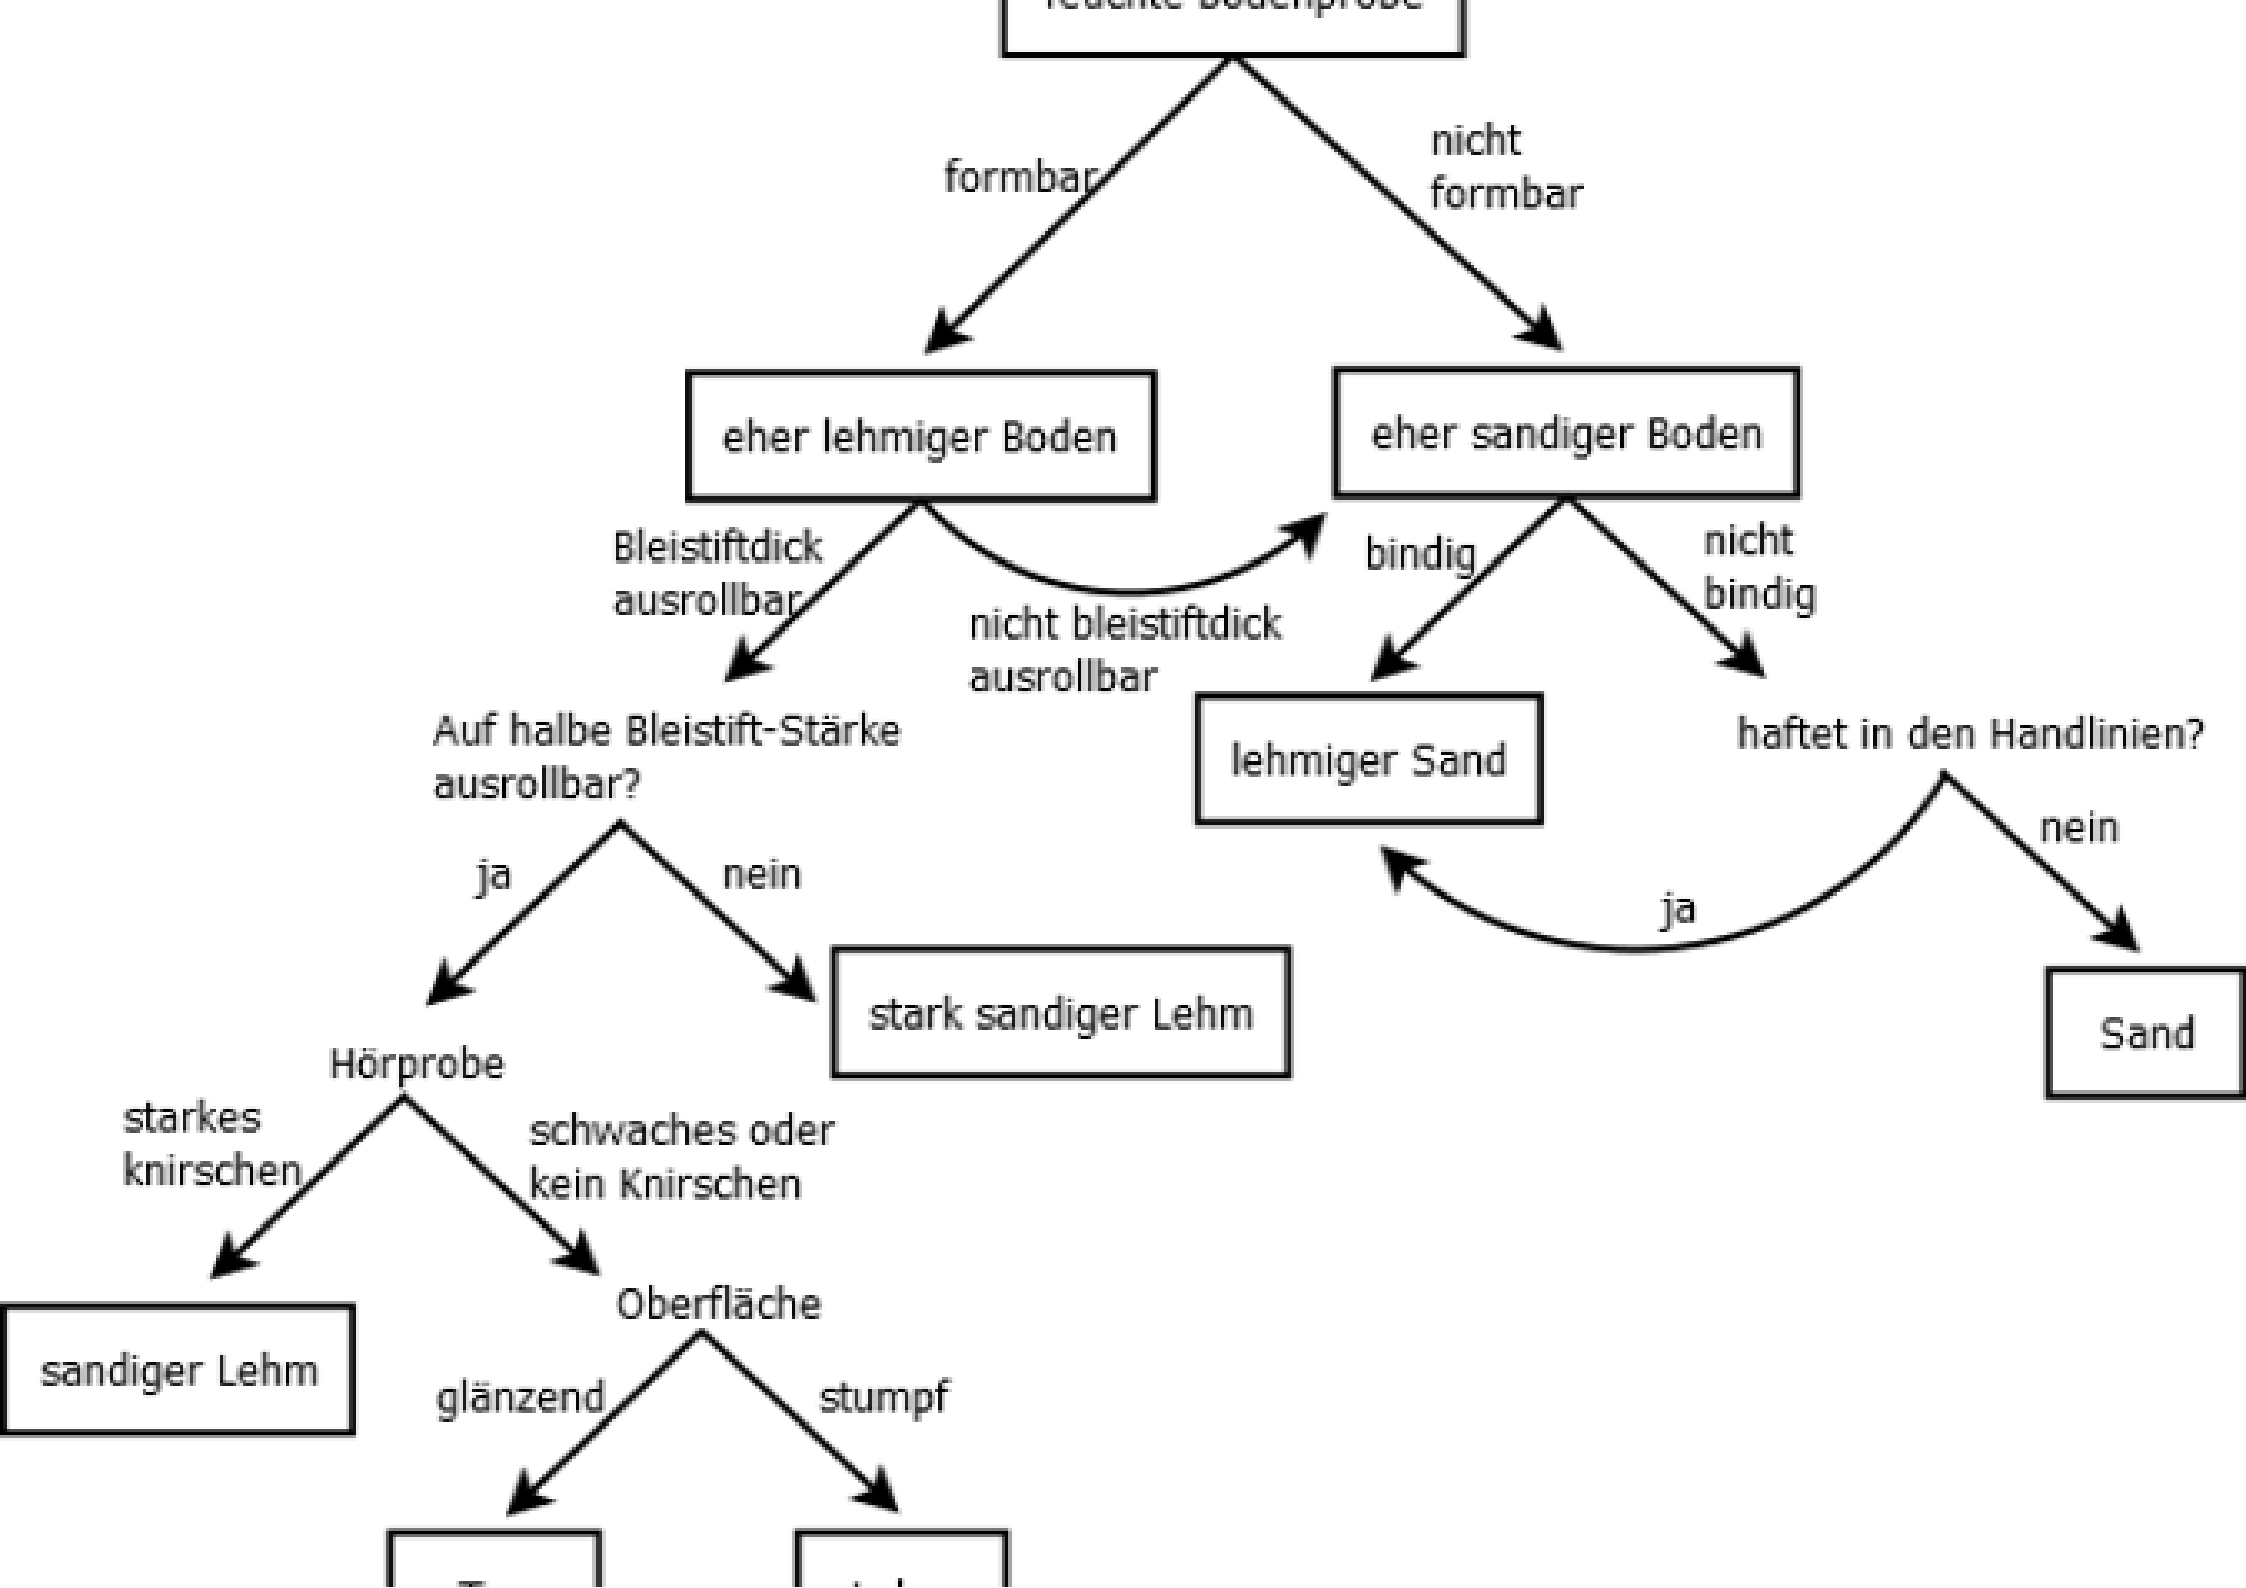 feuchte Bodenprobe
formbar
nicht
formbar
eher lehmiger Boden
eher sandiger Boden
Bleistiftdick
ausrollbar
nicht bleistiftdick
ausrollbar
bindig
nicht
bindig
Auf halbe Bleistift-Stärke
ausrollbar?
lehmiger Sand
haftet in den Handlinien?
ja
nein
ja
nein
stark sandiger Lehm
Sand
Hörprobe
starkes
knirschen
schwaches oder
kein Knirschen
sandiger Lehm
Oberfläche
glänzend
stumpf